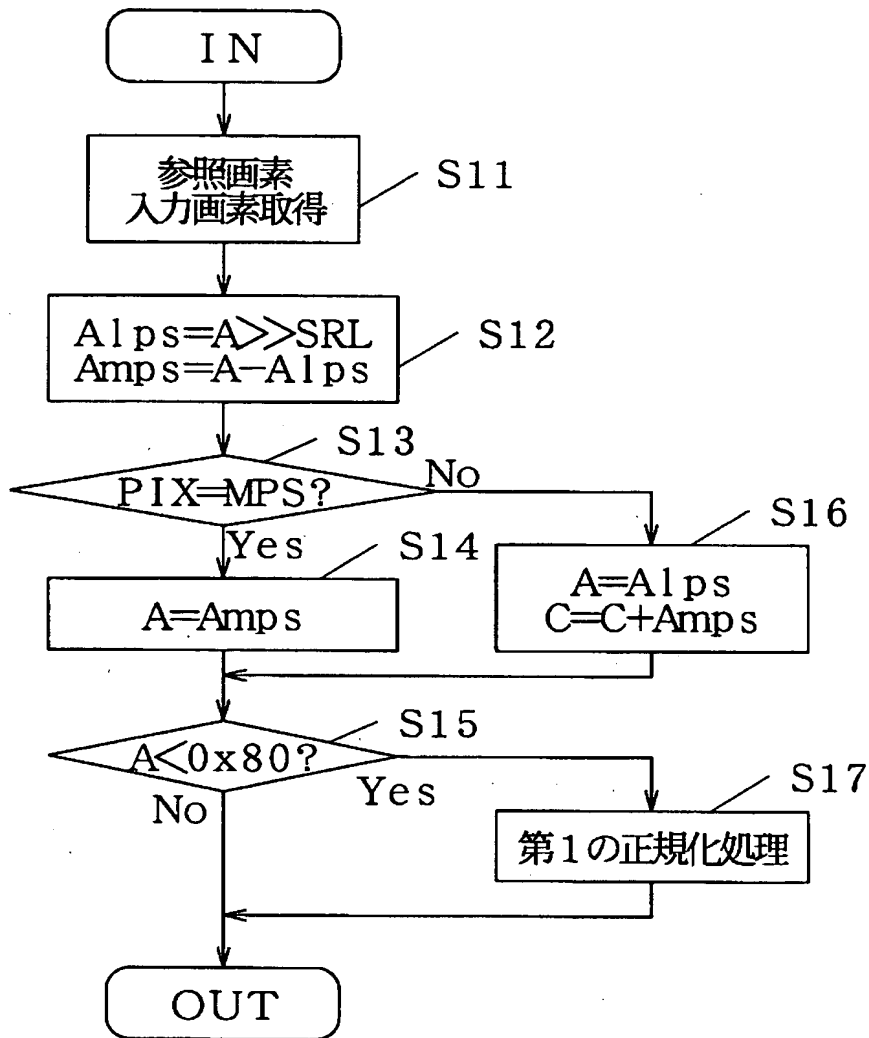 IN
参照画素
入力画素取得
S11
Alps=A>>SRL
Amps=A-Alps
S12
S13
PIX=MPS?
No
Yes
S14
A=Amps
S16
A=Alps
C=C+Amps
S15
A<0x80?
No
Yes
S17
第1の正規化処理
OUT